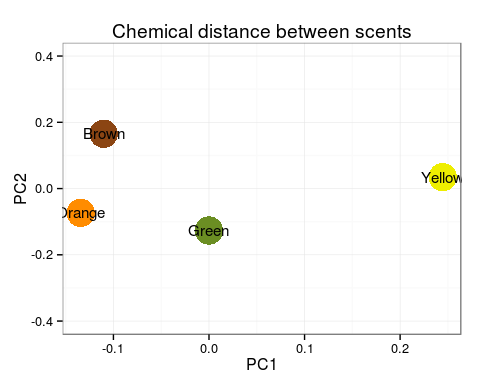 Chemical distance between scents
0.4
0.2
0.0
-0.2
-0.4
PC2
Brown
Yellow
Orange
Green
-0.1
0.0
0.1
0.2
PC1